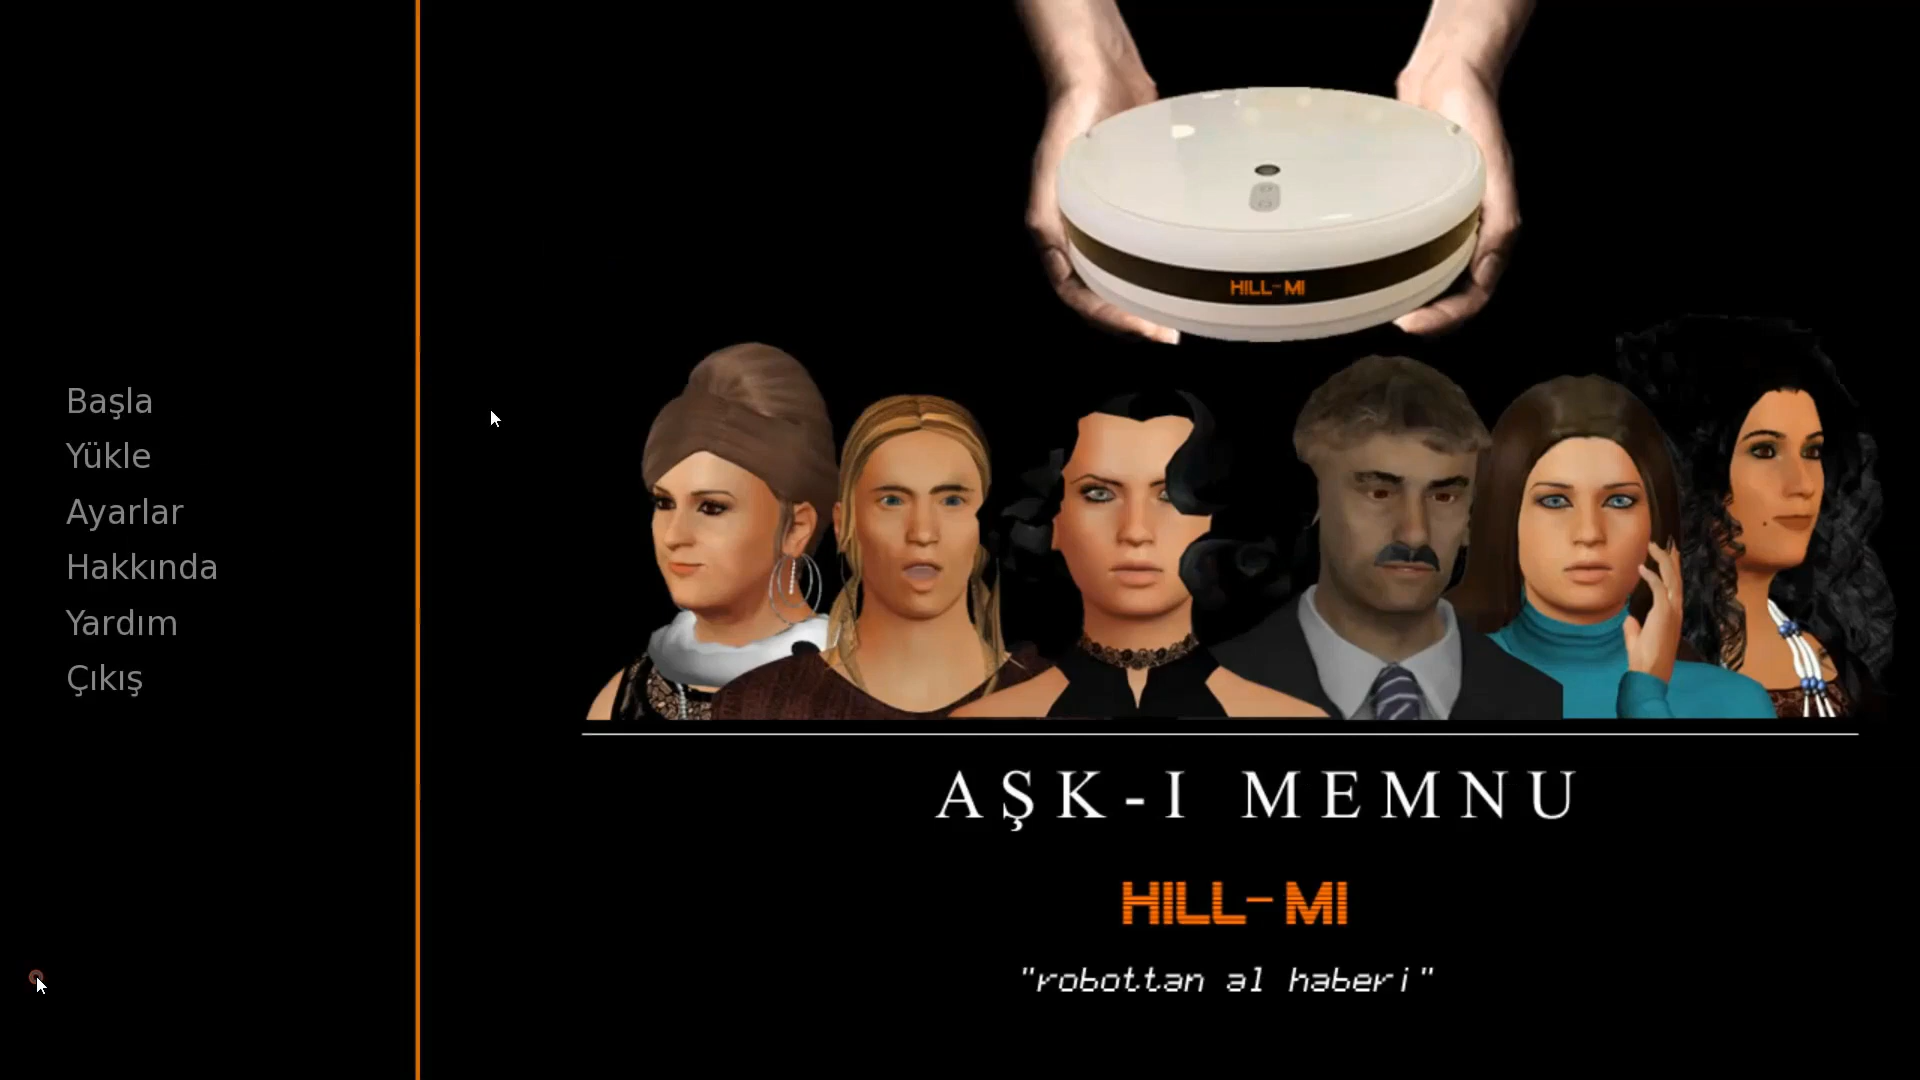 Başla
Yükle
Ayarlar
Hakkında
Yardım
Çıkış
HILL-MI
AŞK-I MEMNU
HILL-MI
"robottan al haberi"